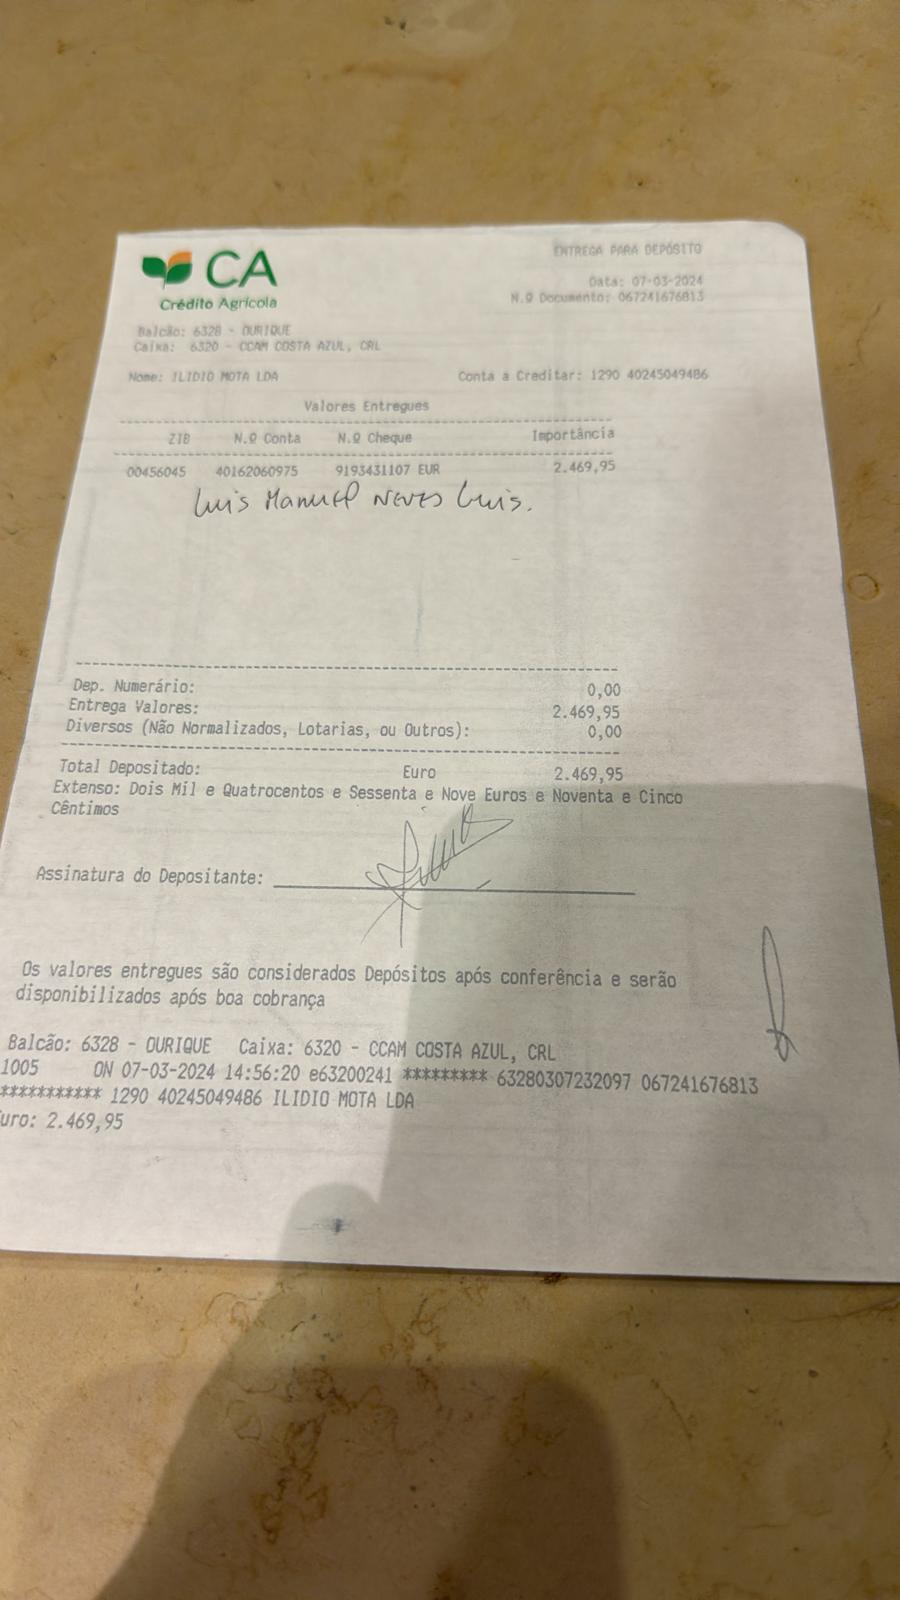 CA
Crédito Agrícola
ENTREGA PARA DEPÓSITO
Data: 07-03-2024
N.º Documento: 067241676813
Balcão: 6328 - OURIQUE
Caixa: 6320 - CCAM COSTA AZUL, CRL
Nome: ILIDIO MOTA LDA Conta a Creditar: 1290 40245049486
Valores Entregues
ZIB N.º Conta N.º Cheque Importância
00456045 40162060975 9193431107 EUR 2.469,95
Luis Manuel NEVES Luis.
Dep. Numerário: 0,00
Entrega Valores: 2.469,95
Diversos (Não Normalizados, Lotarias, ou Outros): 0,00
Total Depositado: Euro 2.469,95
Extenso: Dois Mil e Quatrocentos e Sessenta e Nove Euros e Noventa e Cinco
Cêntimos
Assinatura do Depositante:
Os valores entregues são considerados Depósitos após conferência e serão
disponibilizados após boa cobrança
Balcão: 6328 - OURIQUE Caixa: 6320 - CCAM COSTA AZUL, CRL
1005 ON 07-03-2024 14:56:20 e63200241 ********* 63280307232097 067241676813
*********** 1290 40245049486 ILIDIO MOTA LDA
uro: 2.469,95